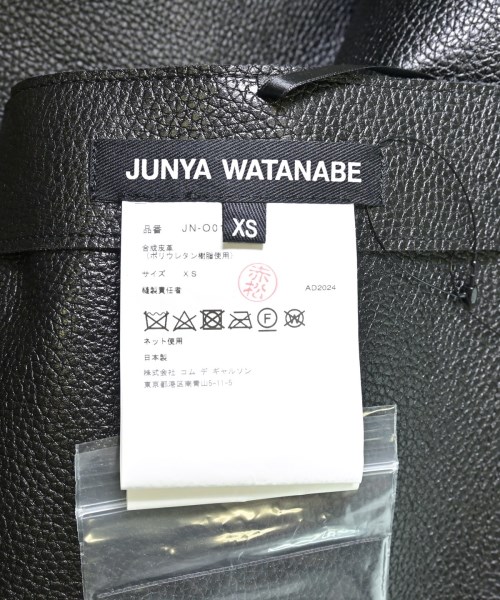 JUNYA WATANABE
XS
品番 JN-O01
合成皮革
(ポリウレタン樹脂使用)
サイズ XS
赤松
縫製責任者 AD2024
ネット使用
日本製
株式会社 コム デ ギャルソン
東京都港区南青山5-11-5